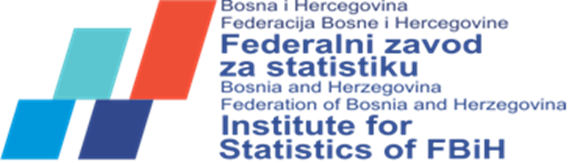 Bosna i Hercegovina
Federacija Bosne i Hercegovine
Federalni zavod
za statistiku
Bosnia and Herzegovina
Federation of Bosnia and Herzegovina
Institute for
Statistics of FBiH